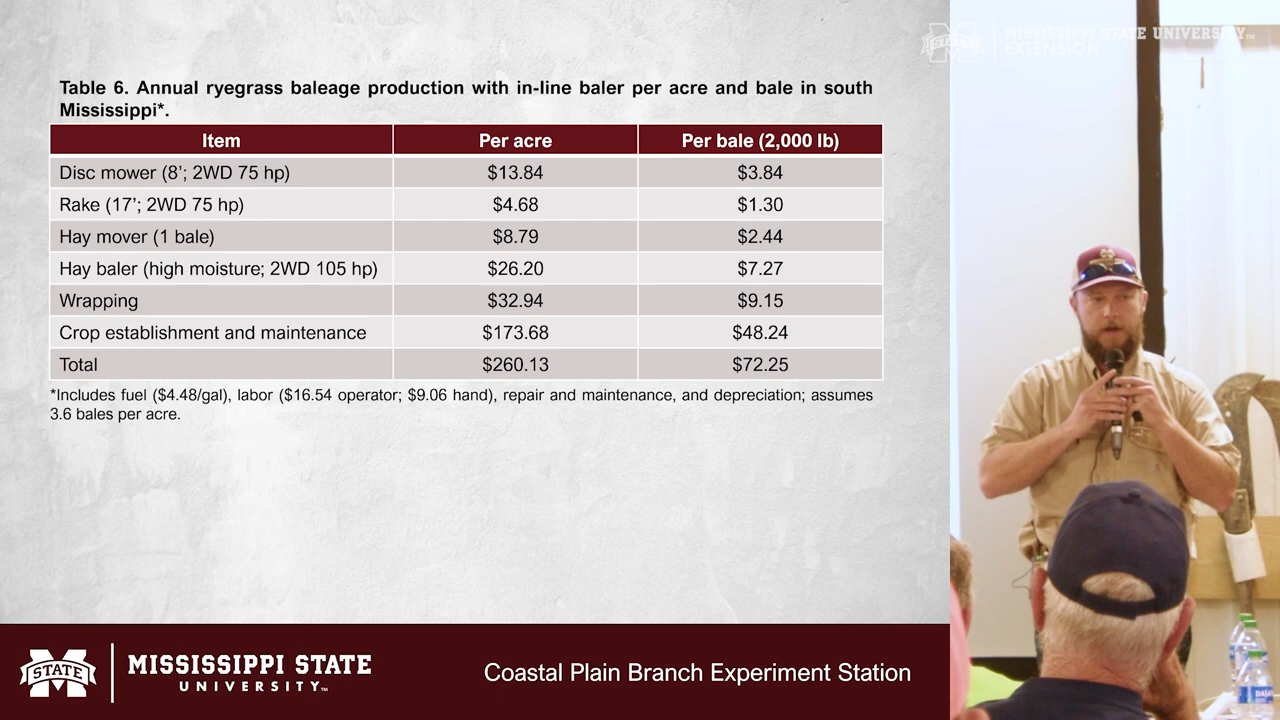 MISSISSIPPI STATE UNIVERSITY™
EXTENSION
Table 6. Annual ryegrass baleage production with in-line baler per acre and bale in south
Mississippi*.
Item Per acre Per bale (2,000 lb)
Disc mower (8’; 2WD 75 hp) $13.84 $3.84
Rake (17’; 2WD 75 hp) $4.68 $1.30
Hay mover (1 bale) $8.79 $2.44
Hay baler (high moisture; 2WD 105 hp) $26.20 $7.27
Wrapping $32.94 $9.15
Crop establishment and maintenance $173.68 $48.24
Total $260.13 $72.25
*Includes fuel ($4.48/gal), labor ($16.54 operator; $9.06 hand), repair and maintenance, and depreciation; assumes
3.6 bales per acre.
STATE
MISSISSIPPI STATE
UNIVERSITY™
Coastal Plain Branch Experiment Station